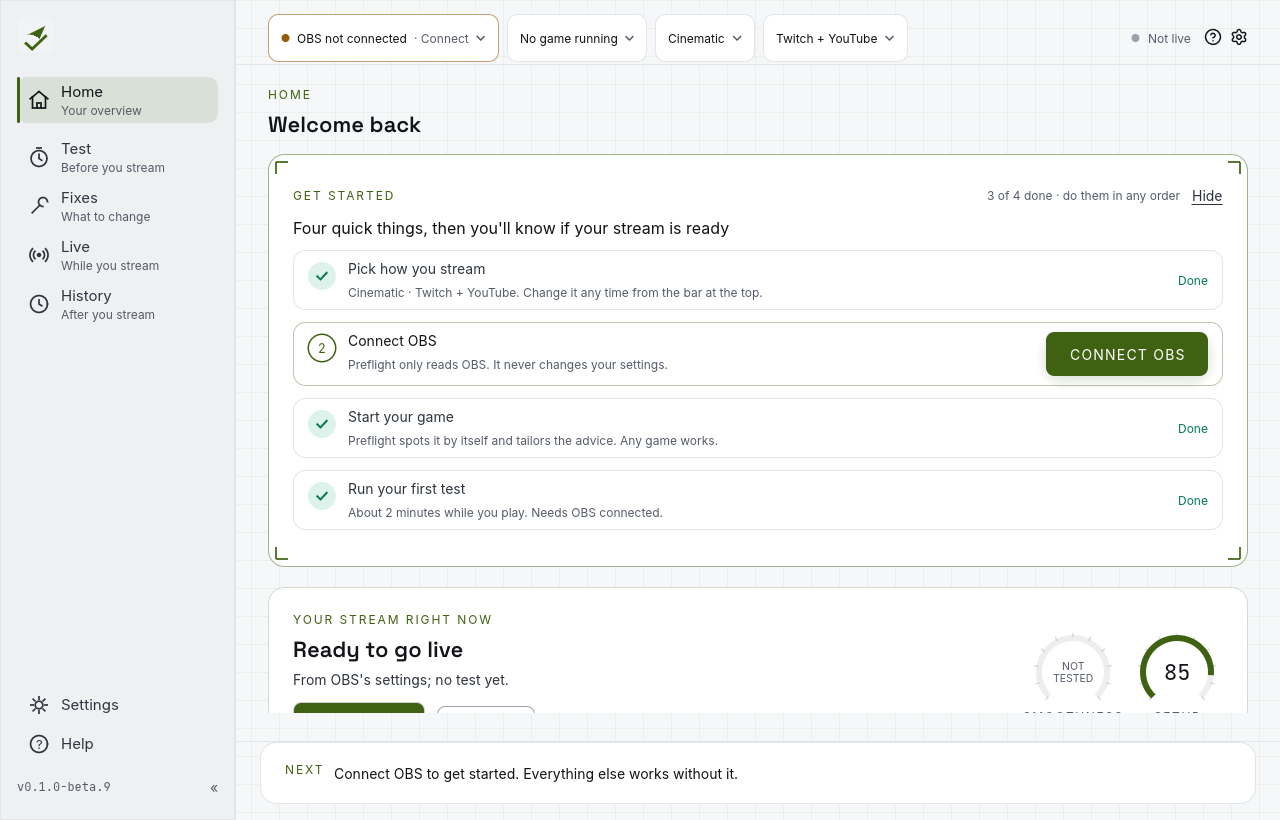 OBS not connected · Connect
No game running
Cinematic
Twitch + YouTube
Not live
Home
Your overview
Test
Before you stream
Fixes
What to change
Live
While you stream
History
After you stream
Settings
Help
v0.1.0-beta.9
«
HOME
Welcome back
GET STARTED
3 of 4 done · do them in any order
Hide
Four quick things, then you'll know if your stream is ready
Pick how you stream
Cinematic · Twitch + YouTube. Change it any time from the bar at the top.
Done
2
Connect OBS
Preflight only reads OBS. It never changes your settings.
CONNECT OBS
Start your game
Preflight spots it by itself and tailors the advice. Any game works.
Done
Run your first test
About 2 minutes while you play. Needs OBS connected.
Done
YOUR STREAM RIGHT NOW
Ready to go live
From OBS's settings; no test yet.
NOT
TESTED
85
NEXT
Connect OBS to get started. Everything else works without it.